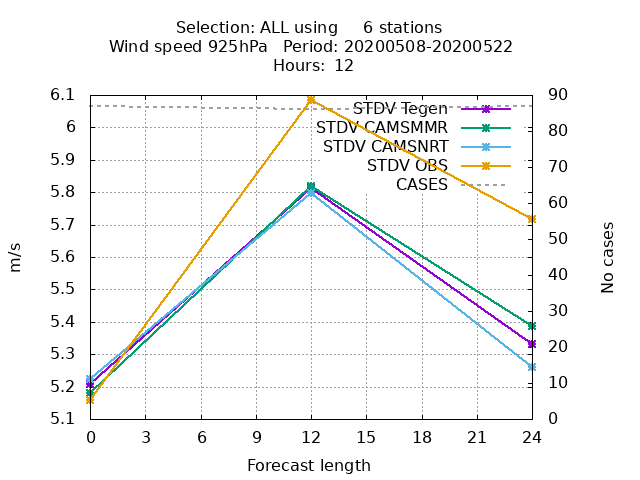 Selection: ALL using 6 stations
Wind speed 925hPa Period: 20200508-20200522
Hours: 12
STDV Tegen
STDV CAMSMMR
STDV CAMSNRT
STDV OBS
CASES
6.1
6
5.9
5.8
5.7
5.6
5.5
5.4
5.3
5.2
5.1
m/s
90
80
70
60
50
40
30
20
10
0
No cases
0 3 6 9 12 15 18 21 24
Forecast length